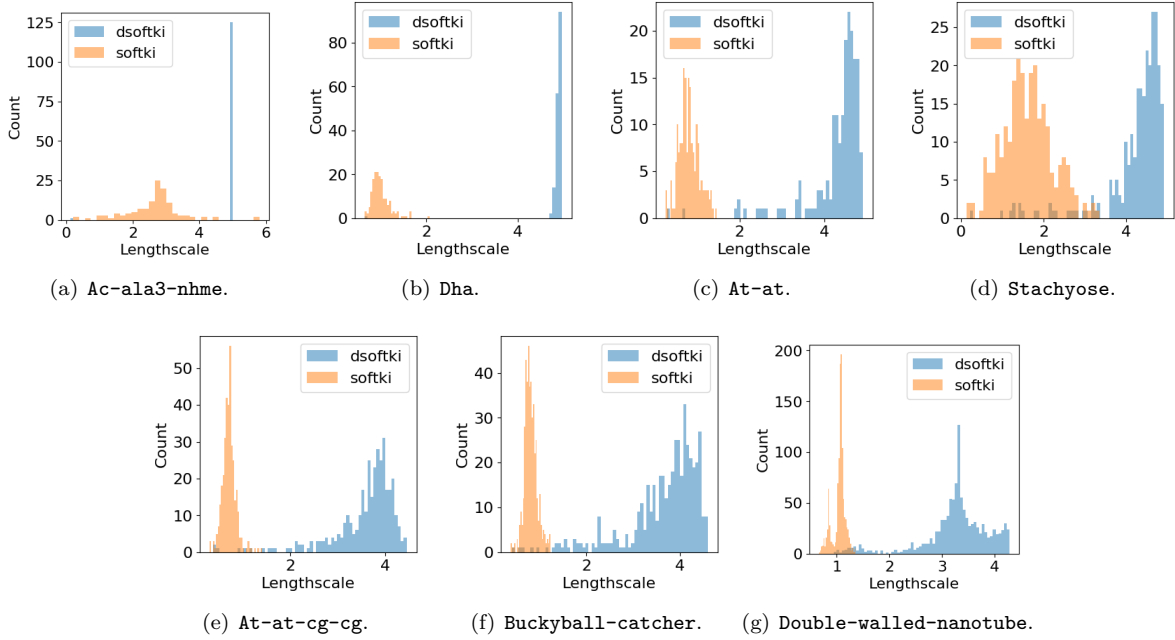 125
100
75
50
25
0
Count
dsoftki
softki
0
2
4
6
Lengthscale
(a) Ac-ala3-nhme.
80
60
40
20
0
Count
dsoftki
softki
2
4
Lengthscale
(b) Dha.
20
15
10
5
0
Count
dsoftki
softki
2
4
Lengthscale
(c) At-at.
25
20
15
10
5
0
Count
dsoftki
softki
0
2
4
Lengthscale
(d) Stachyose.
50
40
30
20
10
0
Count
dsoftki
softki
2
4
Lengthscale
(e) At-at-cg-cg.
40
30
20
10
0
Count
dsoftki
softki
2
4
Lengthscale
(f) Buckyball-catcher.
200
150
100
50
0
Count
dsoftki
softki
1
2
3
4
Lengthscale
(g) Double-walled-nanotube.